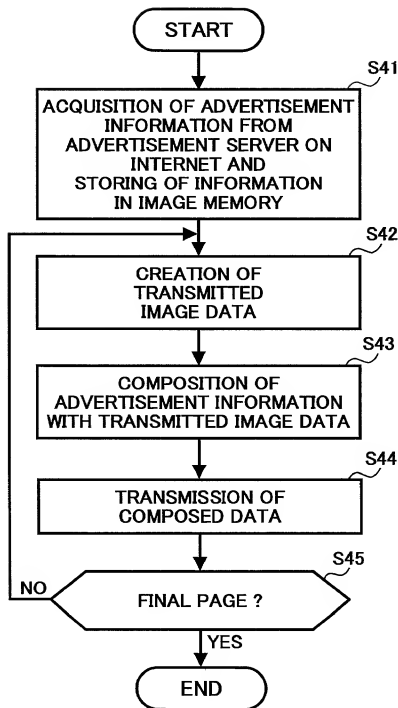 START
S41
ACQUISITION OF ADVERTISEMENT
INFORMATION FROM
ADVERTISEMENT SERVER ON
INTERNET AND
STORING OF INFORMATION
IN IMAGE MEMORY
S42
CREATION OF
TRANSMITTED
IMAGE DATA
S43
COMPOSITION OF
ADVERTISEMENT INFORMATION
WITH TRANSMITTED IMAGE DATA
S44
TRANSMISSION OF
COMPOSED DATA
S45
NO
FINAL PAGE ?
YES
END